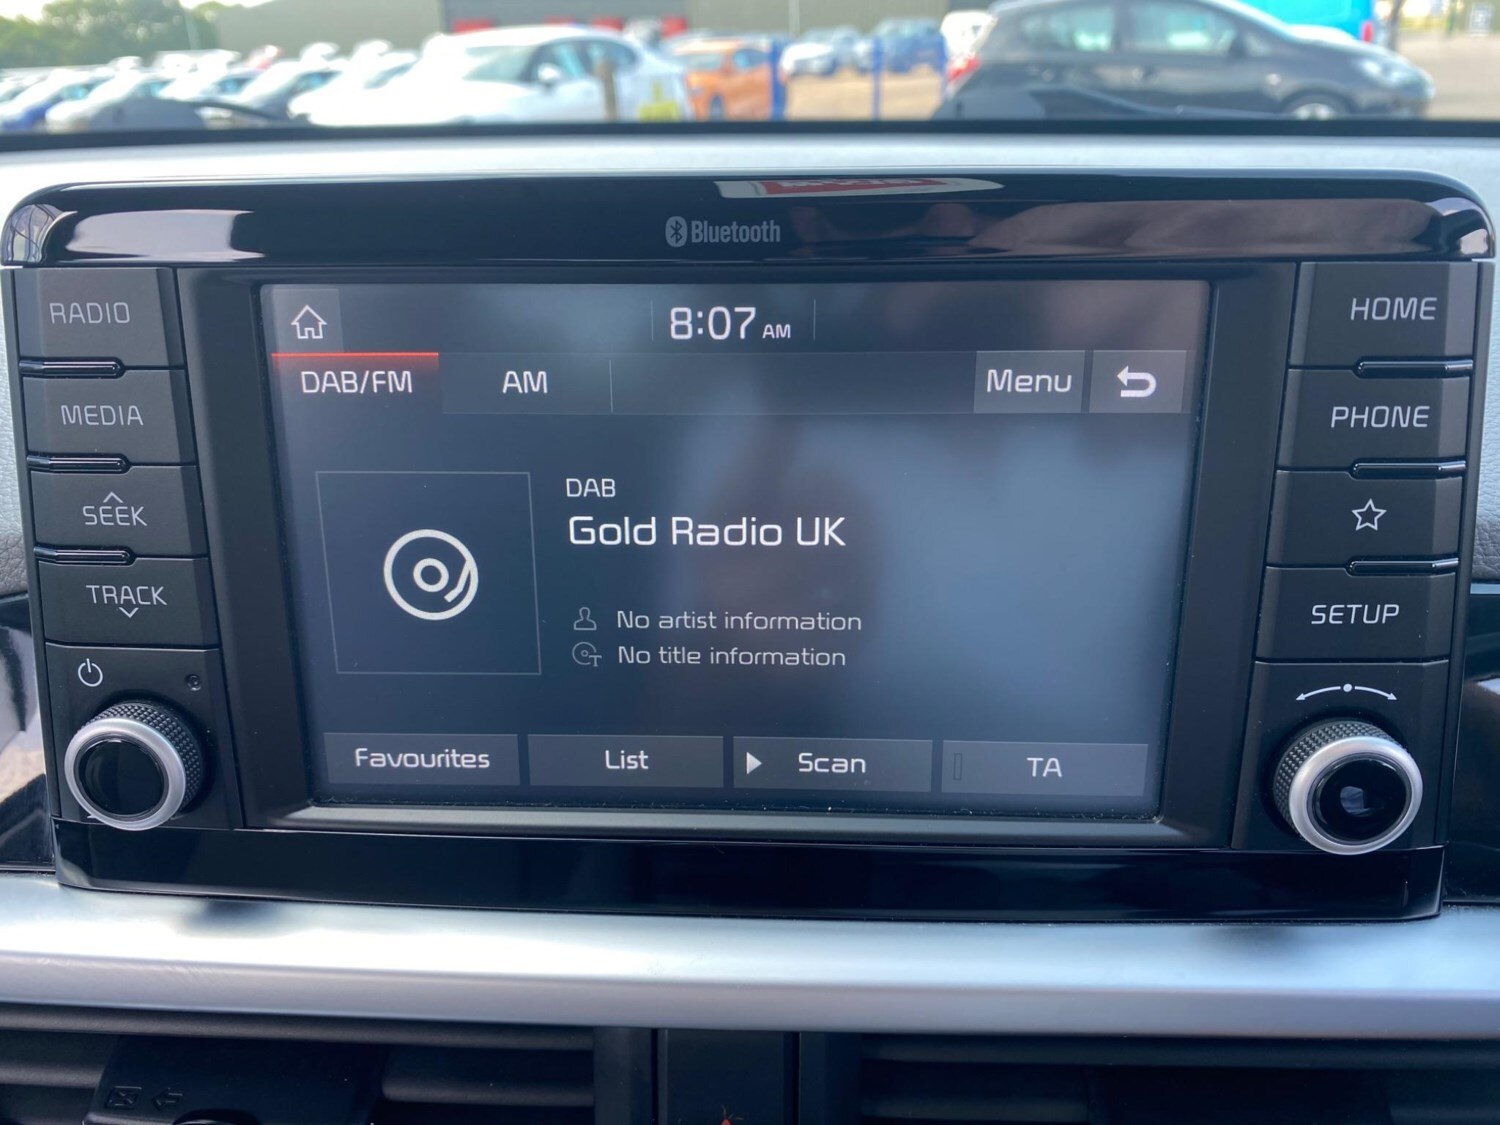 Bluetooth
RADIO
MEDIA
SEEK
TRACK
8:07 AM
DAB/FM
AM
Menu
DAB
Gold Radio UK
No artist information
No title information
Favourites
List
Scan
TA
HOME
PHONE
SETUP